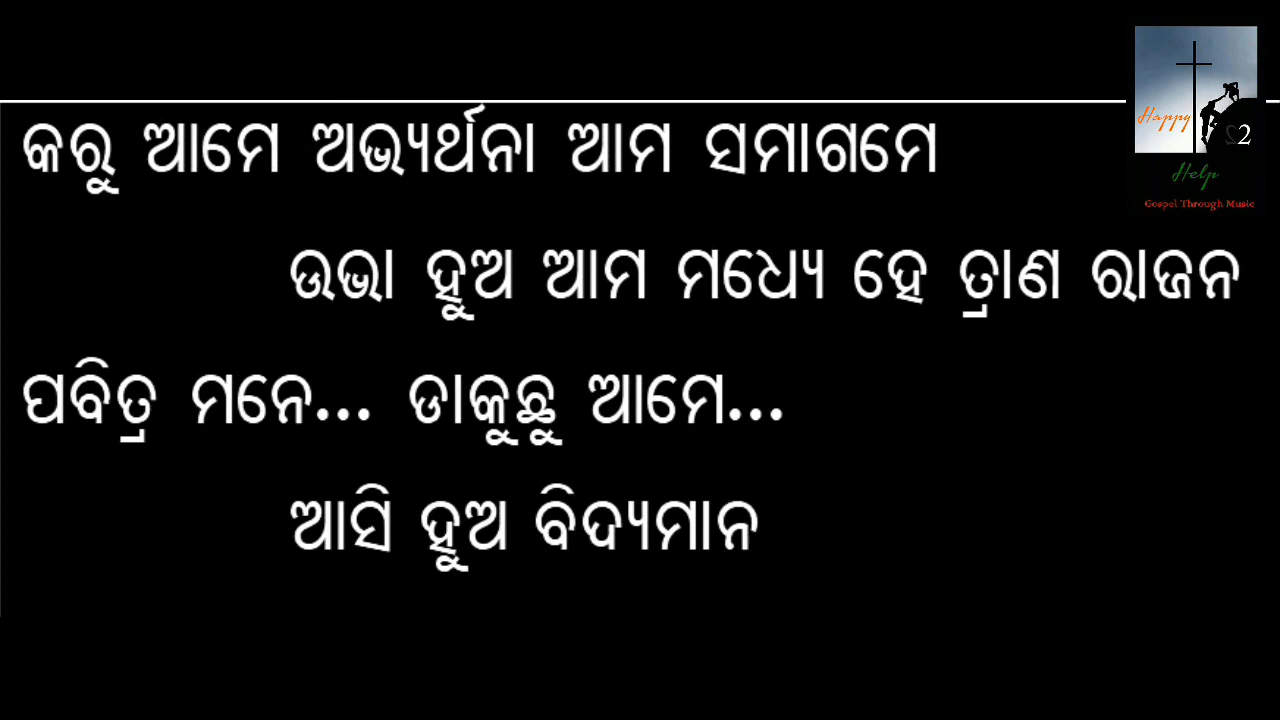 କରୁ ଆମେ ଅଭ୍ୟର୍ଥନା ଆମ ସମାଗମେ
ଉଭା ହୁଅ ଆମ ମଧ୍ୟେ ହେ ତ୍ରାଣ ରାଜନ
ପବିତ୍ର ମନେ... ଡାକୁଛୁ ଆମେ...
ଆସି ହୁଅ ବିଦ୍ୟମାନ
Happy
22
Help
Gospel Through Music